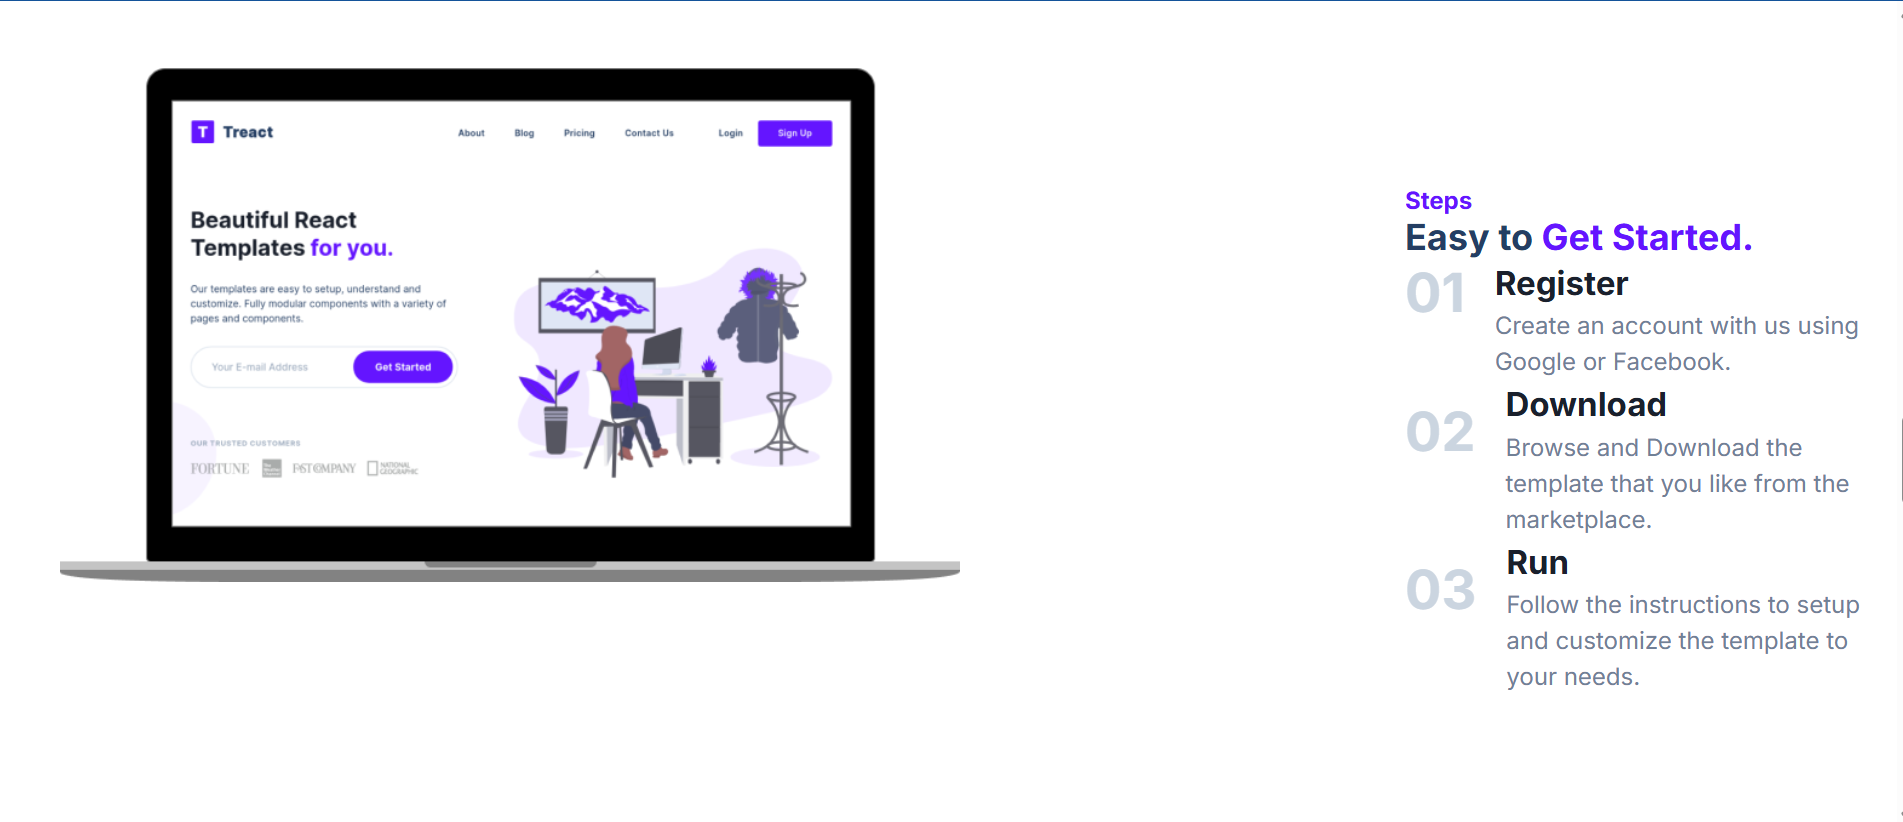 T Treact
About Blog Pricing Contact Us Login Sign Up
Beautiful React
Templates for you.
Our templates are easy to setup, understand and
customize. Fully modular components with a variety of
pages and components.
Your E-mail Address Get Started
OUR TRUSTED CUSTOMERS
FORTUNE FAST COMPANY NATIONAL GEOGRAPHIC
Steps
Easy to Get Started.
01 Register
Create an account with us using
Google or Facebook.
02 Download
Browse and Download the
template that you like from the
marketplace.
03 Run
Follow the instructions to setup
and customize the template to
your needs.